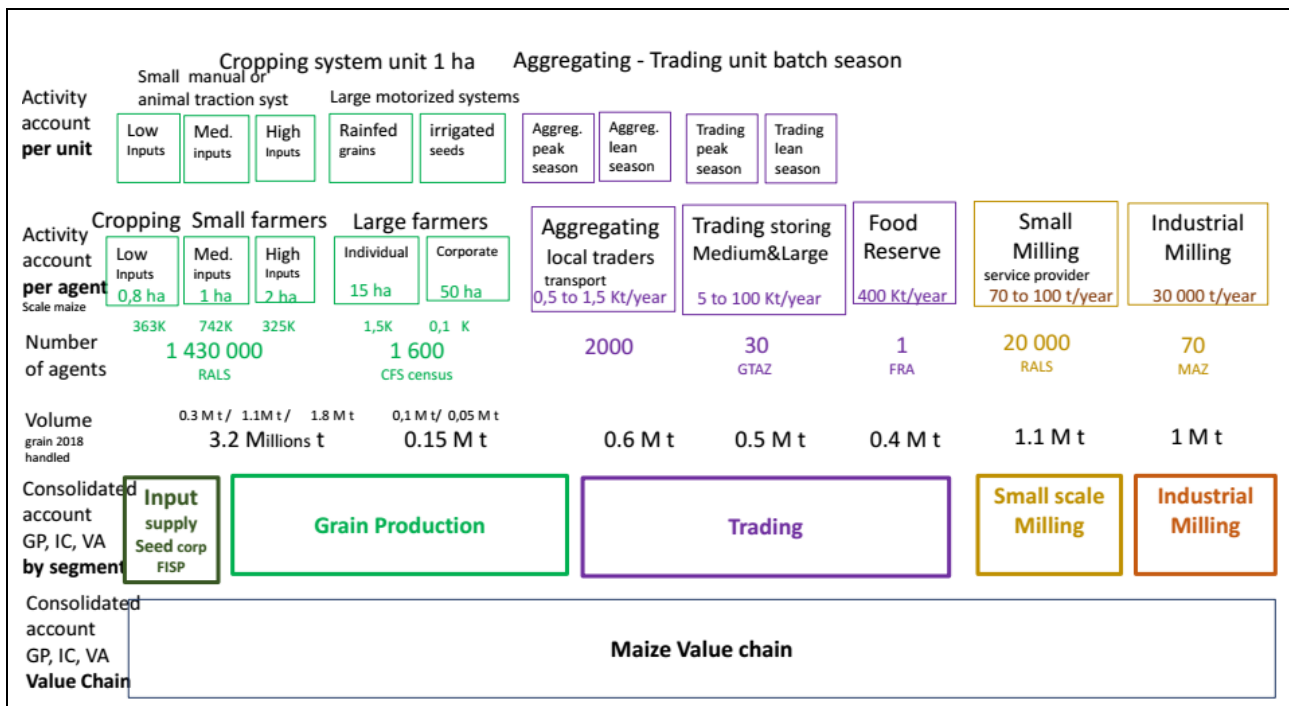 Cropping system unit 1 ha
Aggregating - Trading unit batch season
Small manual or
animal traction syst
Large motorized systems
Activity
account
per unit
Low
Inputs
Med.
inputs
High
Inputs
Rainfed
grains
irrigated
seeds
Aggreg.
peak
season
Aggreg.
lean
season
Trading
peak
season
Trading
lean
season
Activity
account
per agent
Scale maize
Cropping Small farmers
Low
Inputs
0,8 ha
Med.
inputs
1 ha
High
Inputs
2 ha
Large farmers
Individual
15 ha
Corporate
50 ha
Aggregating
local traders
transport
0,5 to 1,5 Kt/year
Trading storing
Medium&Large
5 to 100 Kt/year
Food
Reserve
400 Kt/year
Small
Milling
service provider
70 to 100 t/year
Industrial
Milling
30 000 t/year
363K 742K 325K
1,5K 0,1 K
Number
of agents
1 430 000
RALS
1 600
CFS census
2000
30
GTAZ
1
FRA
20 000
RALS
70
MAZ
Volume
grain 2018
handled
0.3 M t / 1.1M t / 1.8 M t
3.2 Millions t
0,1 M t/ 0,05 M t
0.15 M t
0.6 M t
0.5 M t
0.4 M t
1.1 M t
1 M t
Consolidated
account
GP, IC, VA
by segment
Input
supply
Seed corp
FISP
Grain Production
Trading
Small scale
Milling
Industrial
Milling
Consolidated
account
GP, IC, VA
Value Chain
Maize Value chain